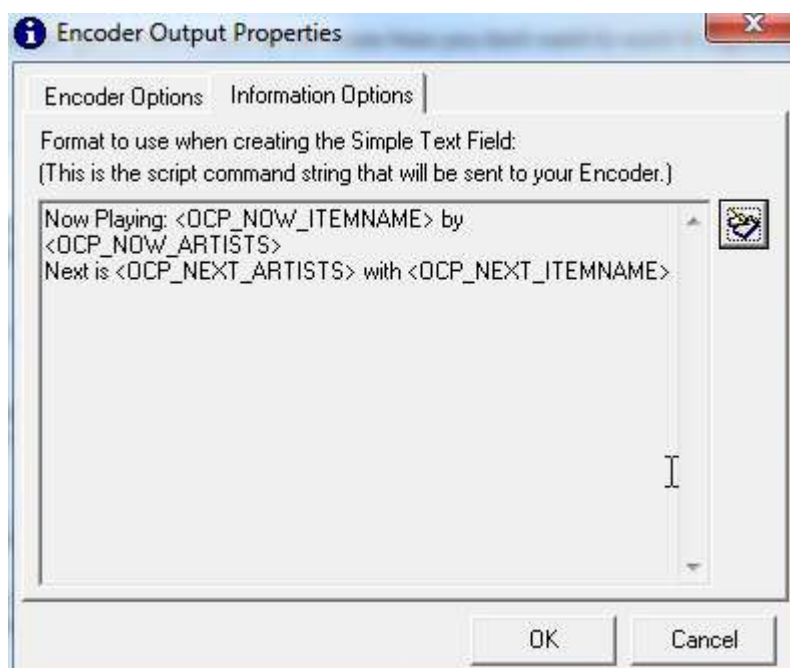 Encoder Output Properties
Encoder Options Information Options
Format to use when creating the Simple Text Field:
(This is the script command string that will be sent to your Encoder.)
Now Playing: <OCP_NOW_ITEMNAME> by
<OCP_NOW_ARTISTS>
Next is <OCP_NEXT_ARTISTS> with <OCP_NEXT_ITEMNAME>
OK Cancel